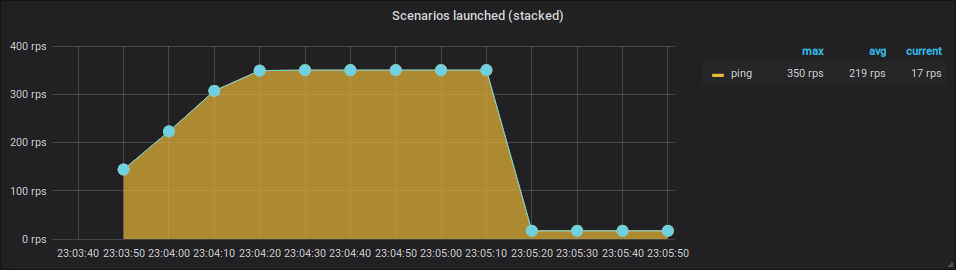 Scenarios launched (stacked)
400 rps
300 rps
200 rps
100 rps
0 rps
23:03:40 23:03:50 23:04:00 23:04:10 23:04:20 23:04:30 23:04:40 23:04:50 23:05:00 23:05:10 23:05:20 23:05:30 23:05:40 23:05:50
max avg current
ping 350 rps 219 rps 17 rps